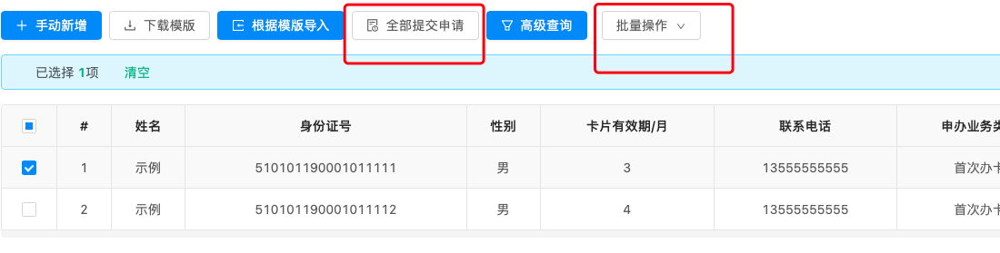 手动新增 下载模版 根据模版导入 全部提交申请 高级查询 批量操作
已选择 1项 清空
# 姓名 身份证号 性别 卡片有效期/月 联系电话 申办业务类
1 示例 510101190001011111 男 3 13555555555 首次办卡
2 示例 510101190001011112 男 4 13555555555 首次办卡